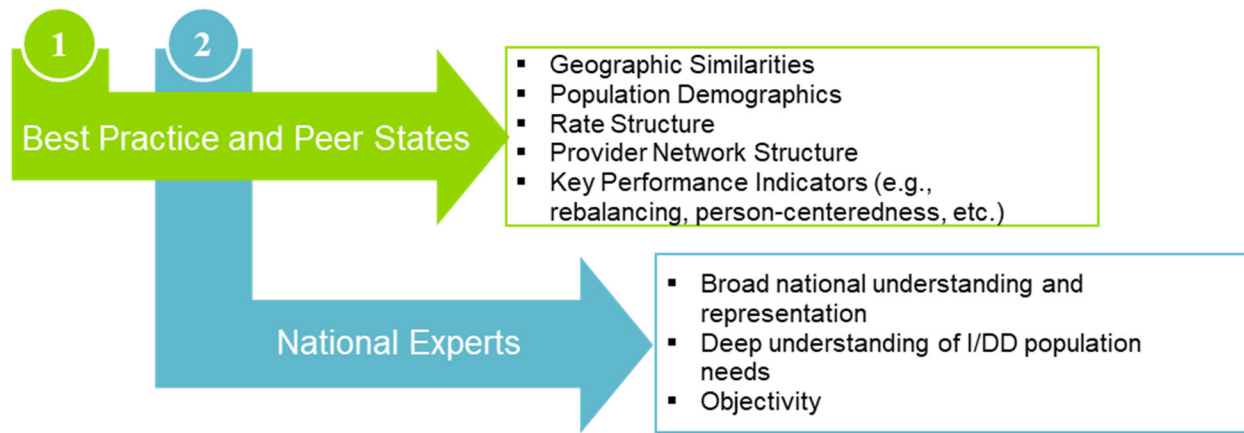 1
2
Best Practice and Peer States
▪ Geographic Similarities
▪ Population Demographics
▪ Rate Structure
▪ Provider Network Structure
▪ Key Performance Indicators (e.g.,
rebalancing, person-centeredness, etc.)
National Experts
▪ Broad national understanding and
representation
▪ Deep understanding of I/DD population
needs
▪ Objectivity